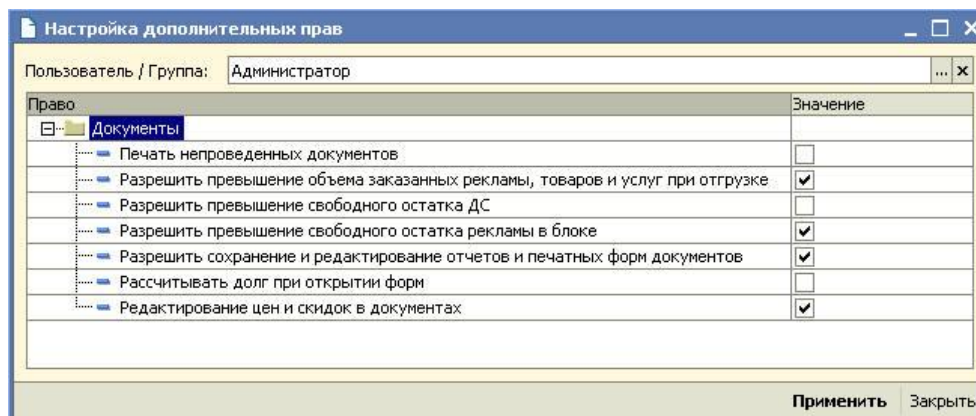 Настройка дополнительных прав
Пользователь / Группа: Администратор ...
Право Значение
Документы
Печать непроведенных документов
Разрешить превышение объема заказанных рекламы, товаров и услуг при отгрузке
Разрешить превышение свободного остатка ДС
Разрешить превышение свободного остатка рекламы в блоке
Разрешить сохранение и редактирование отчетов и печатных форм документов
Рассчитывать долг при открытии форм
Редактирование цен и скидок в документах
Применить Закрыть